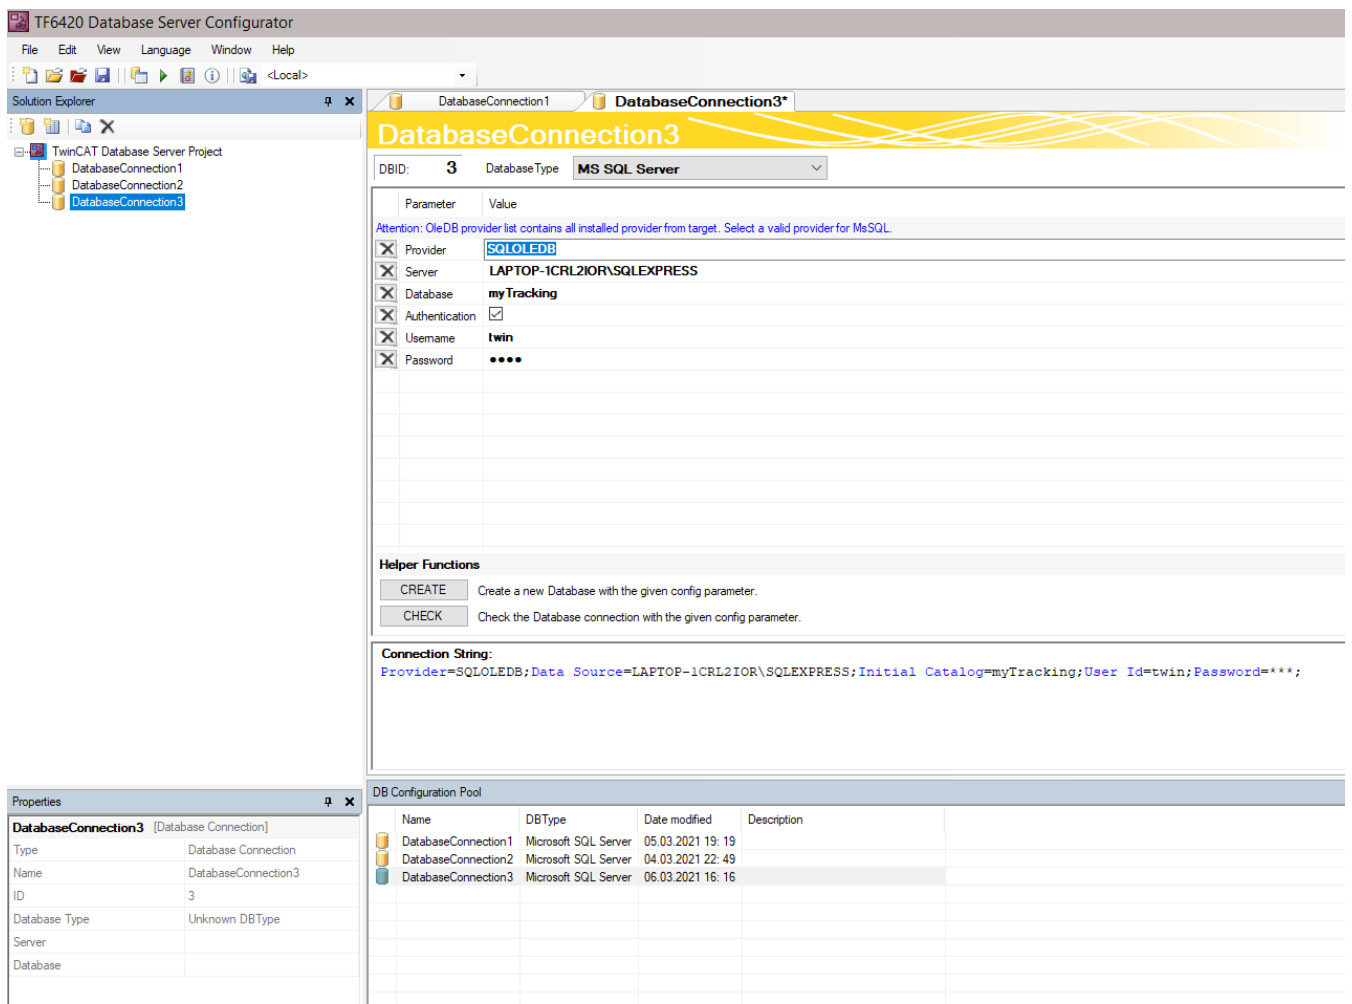 TF6420 Database Server Configurator
File Edit View Language Window Help
<Local>
Solution Explorer
TwinCAT Database Server Project
DatabaseConnection1
DatabaseConnection2
DatabaseConnection3
DatabaseConnection1 DatabaseConnection3*
DatabaseConnection3
DBID: 3 DatabaseType MS SQL Server
Parameter Value
Attention: OleDB provider list contains all installed provider from target. Select a valid provider for MsSQL.
Provider SQLOLEDB
Server LAPTOP-1CRL2IOR\SQLEXPRESS
Database myTracking
Authentication
Username twin
Password ●●●●
Helper Functions
CREATE Create a new Database with the given config parameter.
CHECK Check the Database connection with the given config parameter.
Connection String:
Provider=SQLOLEDB;Data Source=LAPTOP-1CRL2IOR\SQLEXPRESS;Initial Catalog=myTracking;User Id=twin;Password=***;
Properties
DatabaseConnection3 [Database Connection]
Type Database Connection
Name DatabaseConnection3
ID 3
Database Type Unknown DBType
Server
Database
DB Configuration Pool
Name DBType Date modified Description
DatabaseConnection1 Microsoft SQL Server 05.03.2021 19: 19
DatabaseConnection2 Microsoft SQL Server 04.03.2021 22: 49
DatabaseConnection3 Microsoft SQL Server 06.03.2021 16: 16